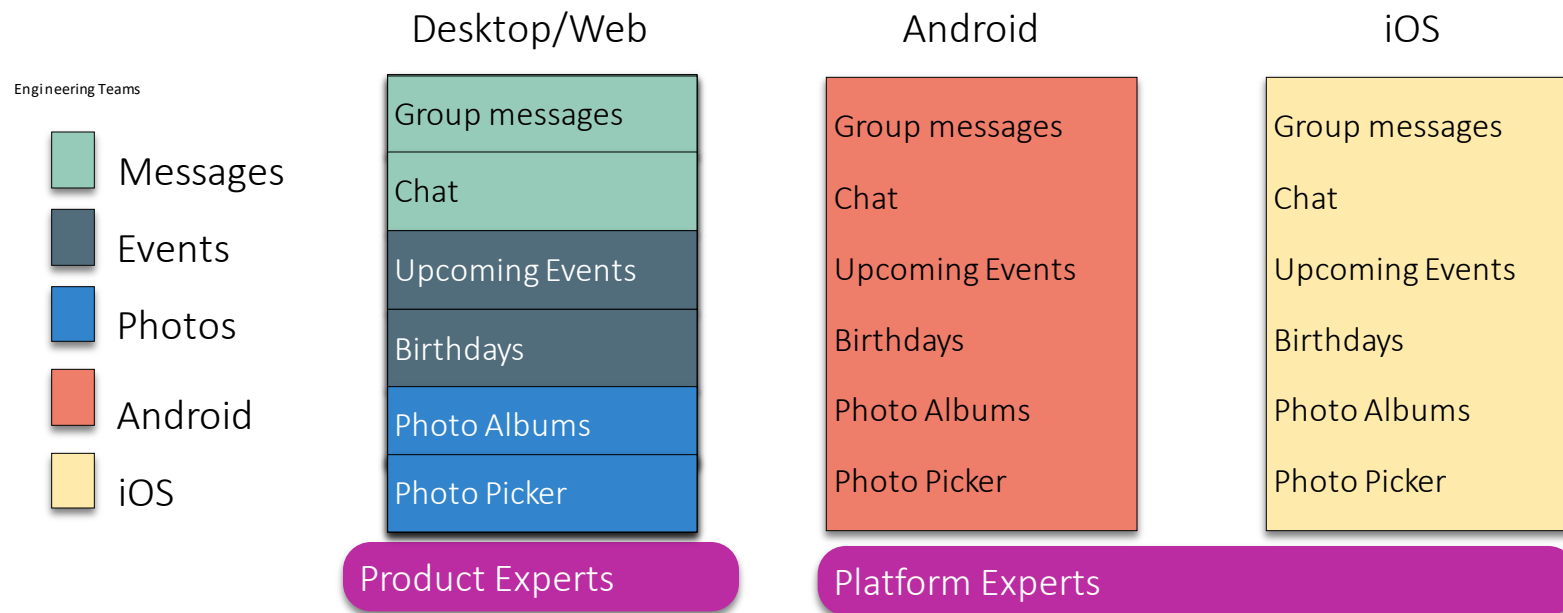 Desktop/Web
Android
iOS
Engineering Teams
Messages
Events
Photos
Android
iOS
Group messages
Chat
Upcoming Events
Birthdays
Photo Albums
Photo Picker
Group messages
Chat
Upcoming Events
Birthdays
Photo Albums
Photo Picker
Group messages
Chat
Upcoming Events
Birthdays
Photo Albums
Photo Picker
Product Experts
Platform Experts